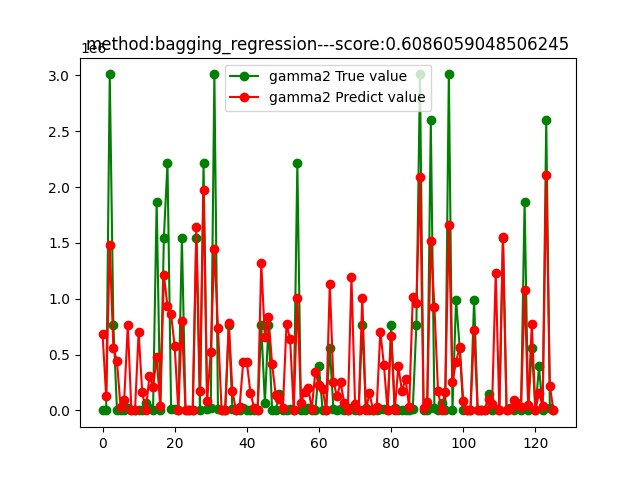 method:bagging_regression---score:0.6086059048506245
1e6
gamma2 True value
gamma2 Predict value
3.0
2.5
2.0
1.5
1.0
0.5
0.0
0 20 40 60 80 100 120